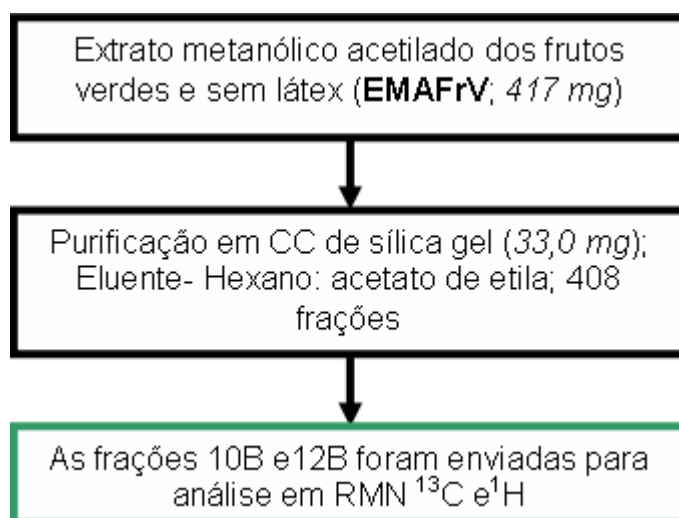 Extrato metanólico acetilado dos frutos
verdes e sem látex (EMAFrV; 417 mg)
Purificação em CC de sílica gel (33,0 mg);
Eluente- Hexano: acetato de etila; 408
frações
As frações 10B e12B foram enviadas para
análise em RMN ¹³C e¹H